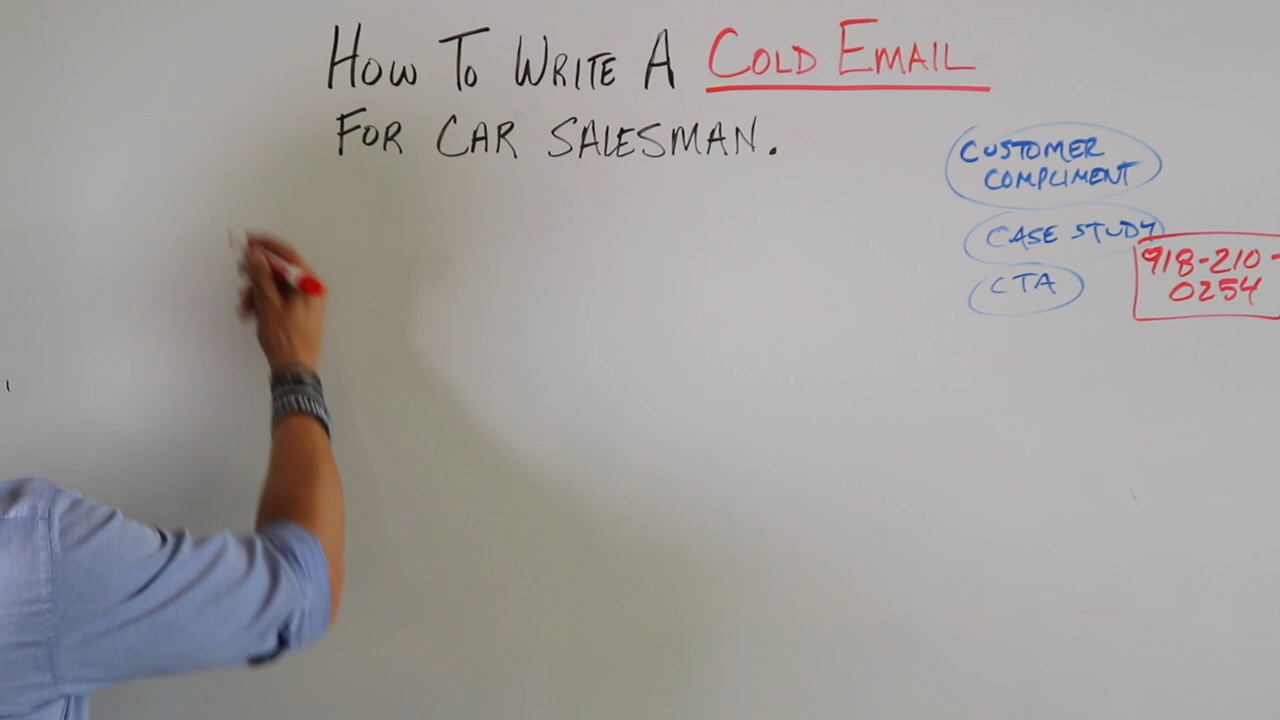 HOW TO WRITE A COLD EMAIL
FOR CAR SALESMAN.
CUSTOMER
COMPLIMENT
CASE STUDY
CTA
918-210-
0254